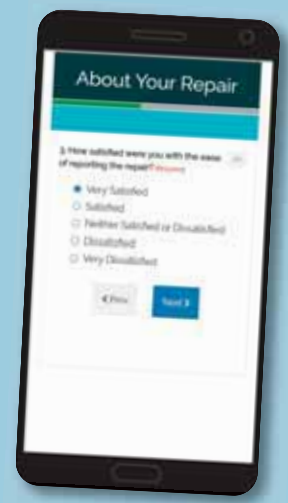 About Your Repair
3. How satisfied were you with the ease
of reporting the repair? (Required)
Very Satisfied
Satisfied
Neither Satisfied or Dissatisfied
Dissatisfied
Very Dissatisfied
Prev
Next